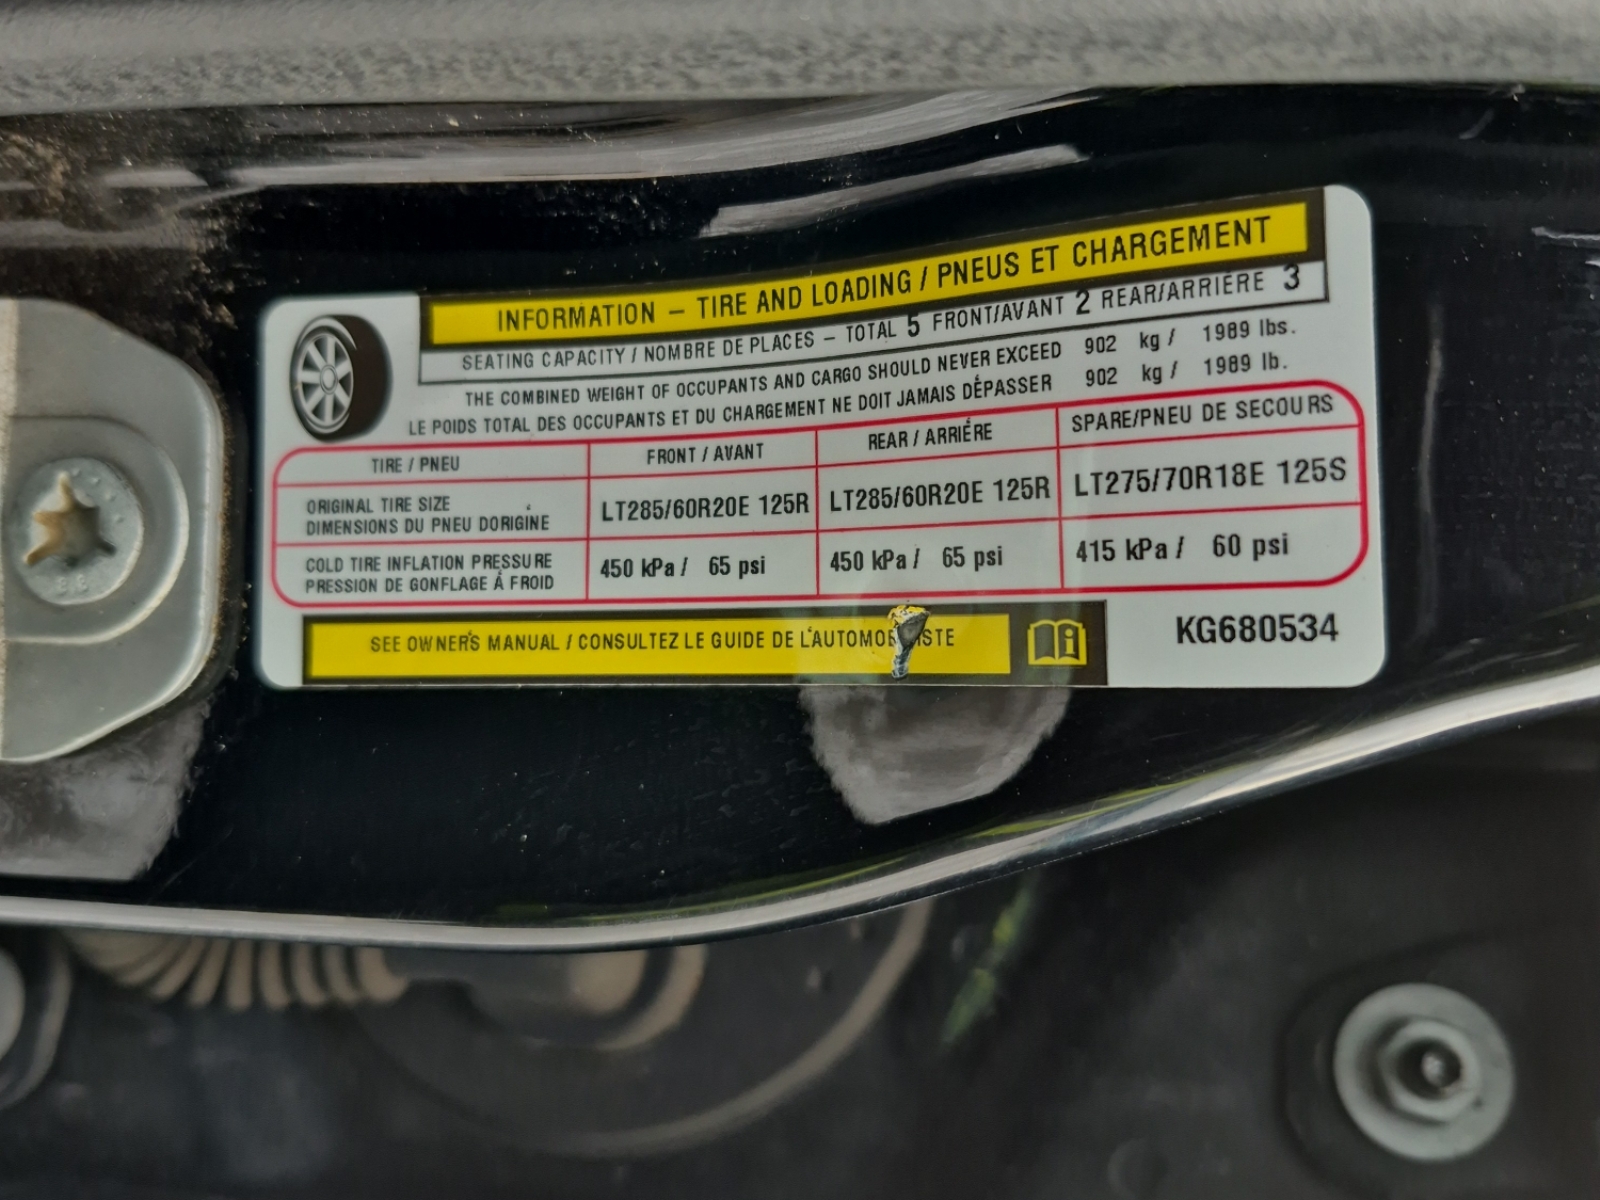 INFORMATION – TIRE AND LOADING / PNEUS ET CHARGEMENT
SEATING CAPACITY / NOMBRE DE PLACES – TOTAL 5 FRONT/AVANT 2 REAR/ARRIÉRE 3
THE COMBINED WEIGHT OF OCCUPANTS AND CARGO SHOULD NEVER EXCEED 902 kg / 1989 lbs.
LE POIDS TOTAL DES OCCUPANTS ET DU CHARGEMENT NE DOIT JAMAIS DÉPASSER 902 kg / 1989 lb.
TIRE / PNEU FRONT / AVANT REAR / ARRIÉRE SPARE/PNEU DE SECOURS
ORIGINAL TIRE SIZE LT285/60R20E 125R LT285/60R20E 125R LT275/70R18E 125S
DIMENSIONS DU PNEU DÓRIGINE
COLD TIRE INFLATION PRESSURE 450 kPa / 65 psi 450 kPa / 65 psi 415 kPa / 60 psi
PRESSION DE GONFLAGE Á FROID
SEE OWNER'S MANUAL / CONSULTEZ LE GUIDE DE
KG680534